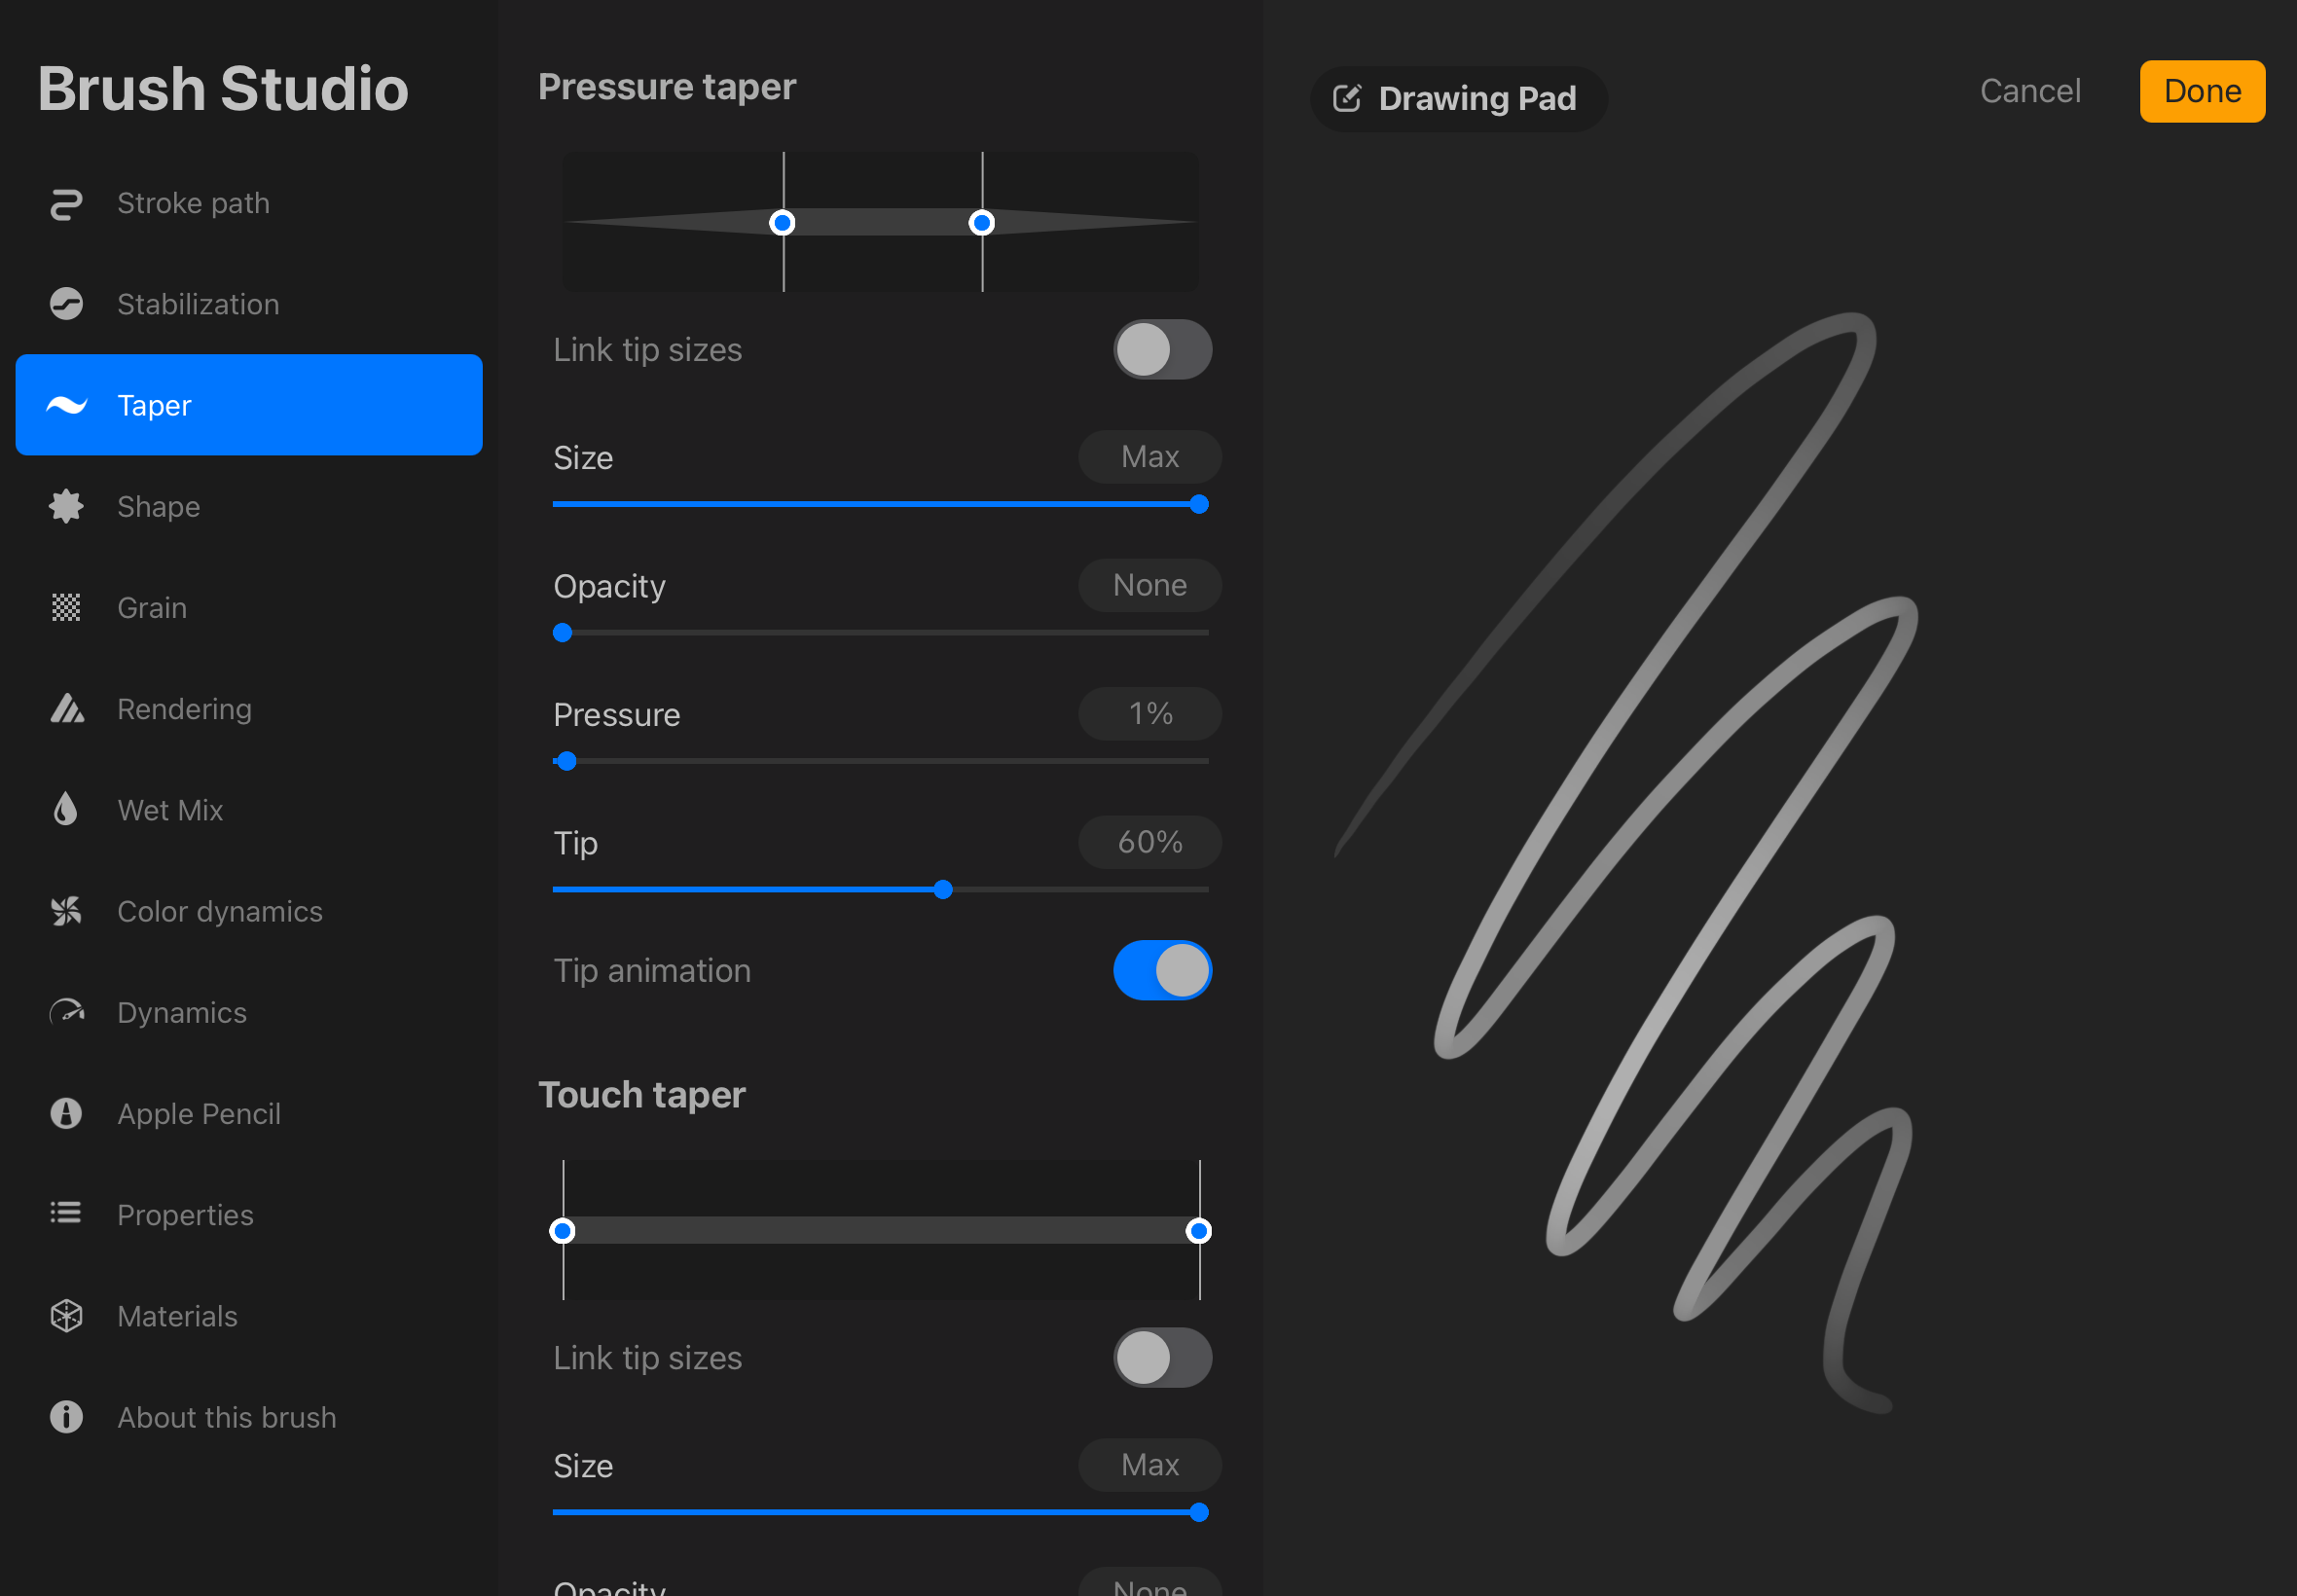 Brush Studio
Stroke path
Stabilization
Taper
Shape
Grain
Rendering
Wet Mix
Color dynamics
Dynamics
Apple Pencil
Properties
Materials
About this brush
Pressure taper
Link tip sizes
Size Max
Opacity None
Pressure 1%
Tip 60%
Tip animation
Touch taper
Link tip sizes
Size Max
Opacity None
Drawing Pad
Cancel
Done